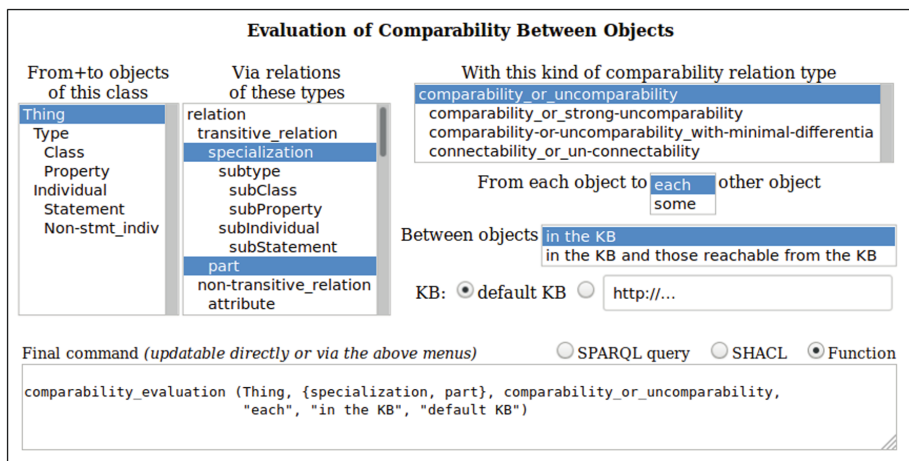 Evaluation of Comparability Between Objects
From+to objects
of this class
Thing
Type
Class
Property
Individual
Statement
Non-stmt_indiv
Via relations
of these types
relation
transitive_relation
specialization
subtype
subClass
subProperty
subIndividual
subStatement
part
non-transitive_relation
attribute
With this kind of comparability relation type
comparability_or_uncomparability
comparability_or_strong-uncomparability
comparability-or-uncomparability_with-minimal-differentia
connectability_or_un-connectability
From each object to each other object
some
Between objects in the KB
in the KB and those reachable from the KB
KB: default KB http://...
Final command (updatable directly or via the above menus) SPARQL query SHACL Function
comparability_evaluation (Thing, {specialization, part}, comparability_or_uncomparability,
"each", "in the KB", "default KB")